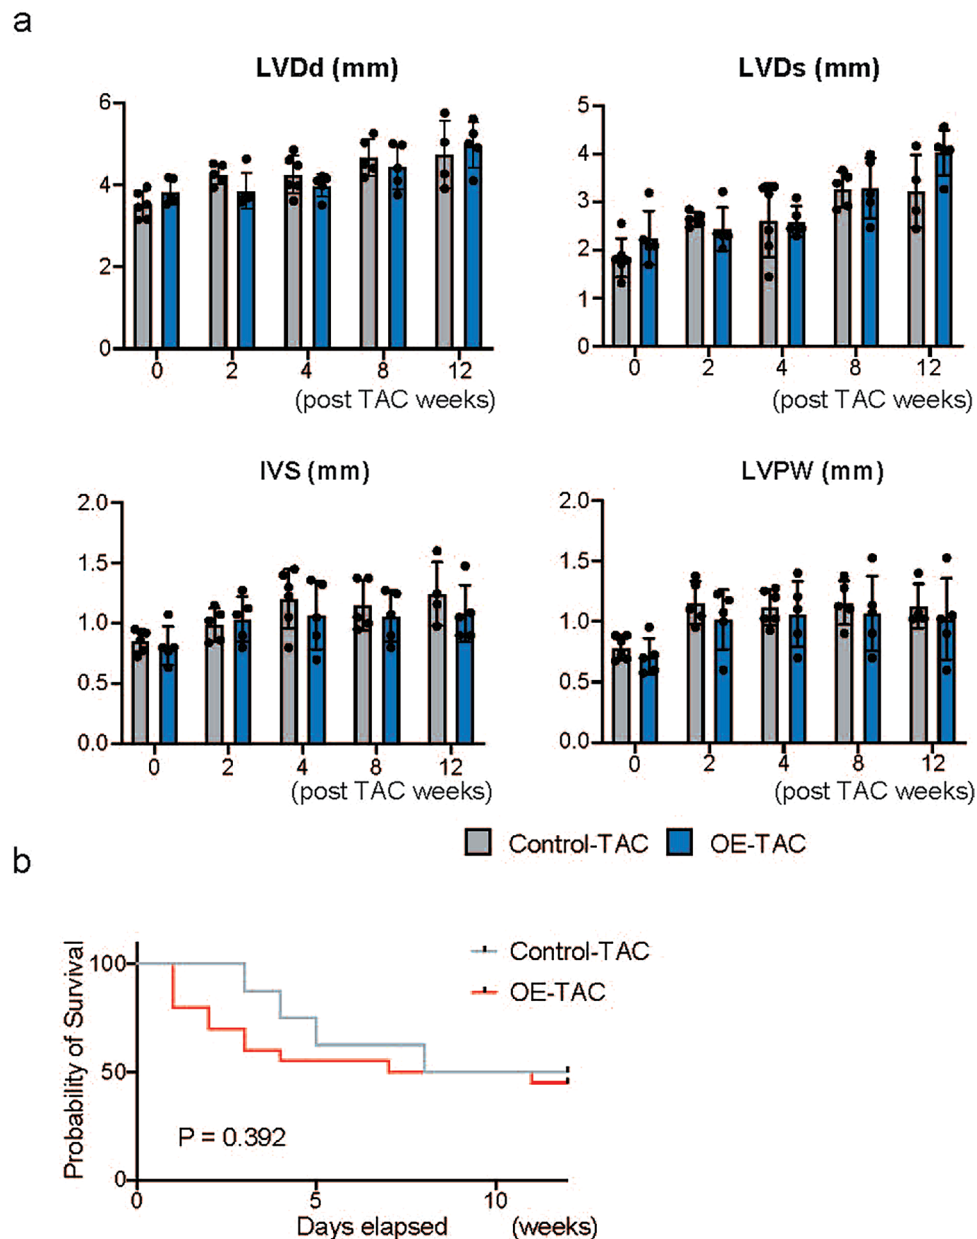 a
LVDd (mm)
6
4
2
0
0 2 4 8 12
(post TAC weeks)
LVDs (mm)
5
4
3
2
1
0
0 2 4 8 12
(post TAC weeks)
IVS (mm)
2.0
1.5
1.0
0.5
0.0
0 2 4 8 12
(post TAC weeks)
LVPW (mm)
2.0
1.5
1.0
0.5
0.0
0 2 4 8 12
(post TAC weeks)
Control-TAC OE-TAC
b
Probability of Survival
100
50
0
Control-TAC
OE-TAC
P = 0.392
0 5 10
Days elapsed (weeks)